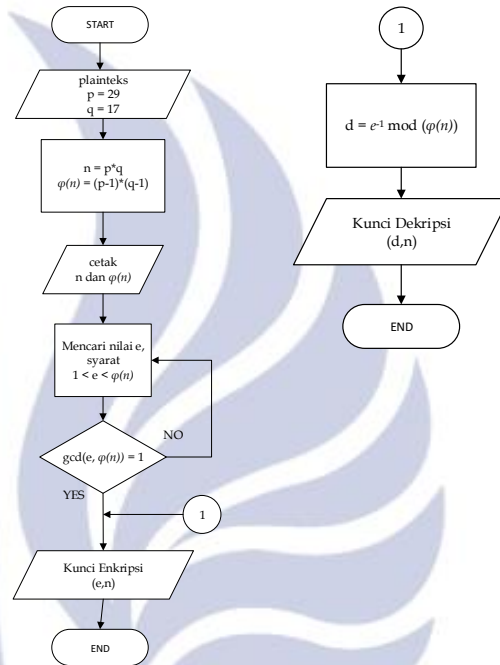 START
plainteks
p = 29
q = 17
n = p*q
φ(n) = (p-1)*(q-1)
cetak
n dan φ(n)
Mencari nilai e,
syarat
1 < e < φ(n)
gcd(e, φ(n)) = 1
NO
YES
1
Kunci Enkripsi
(e,n)
END
1
d = e⁻¹ mod (φ(n))
Kunci Dekripsi
(d,n)
END